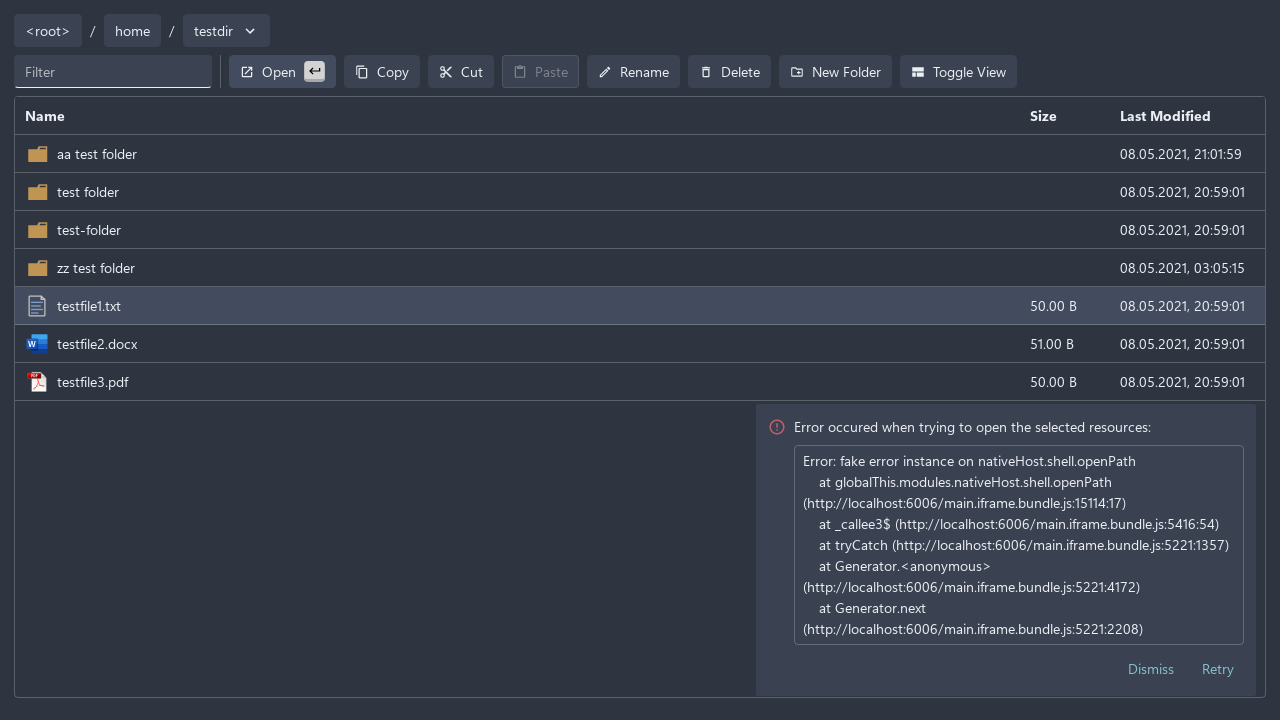 <root> / home / testdir
Filter Open Copy Cut Paste Rename Delete New Folder Toggle View
Name Size Last Modified
aa test folder 08.05.2021, 21:01:59
test folder 08.05.2021, 20:59:01
test-folder 08.05.2021, 20:59:01
zz test folder 08.05.2021, 03:05:15
testfile1.txt 50.00 B 08.05.2021, 20:59:01
W testfile2.docx 51.00 B 08.05.2021, 20:59:01
PDF testfile3.pdf 50.00 B 08.05.2021, 20:59:01
Error occured when trying to open the selected resources:
Error: fake error instance on nativeHost.shell.openPath
at globalThis.modules.nativeHost.shell.openPath
(http://localhost:6006/main.iframe.bundle.js:15114:17)
at _callee3$ (http://localhost:6006/main.iframe.bundle.js:5416:54)
at tryCatch (http://localhost:6006/main.iframe.bundle.js:5221:1357)
at Generator.<anonymous>
(http://localhost:6006/main.iframe.bundle.js:5221:4172)
at Generator.next
(http://localhost:6006/main.iframe.bundle.js:5221:2208)
Dismiss Retry